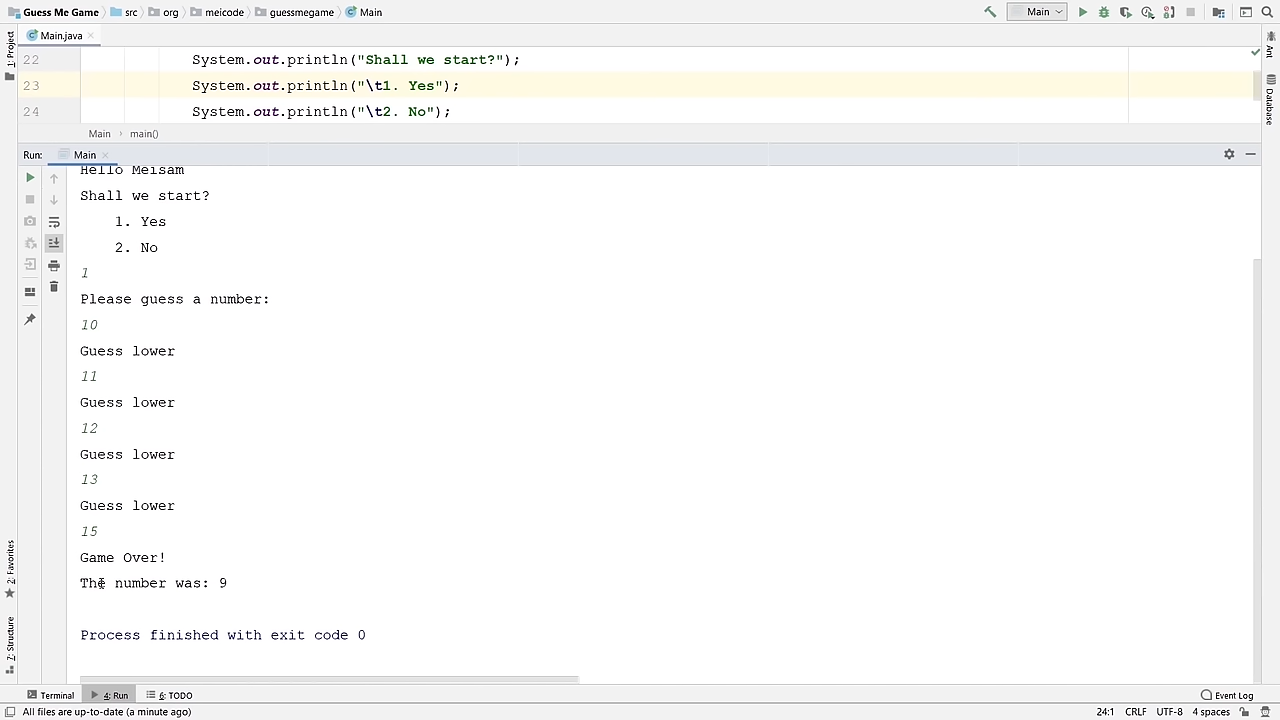 Guess Me Game src org meicode guessmegame Main Main
Main.java
22 System.out.println("Shall we start?");
23 System.out.println("\t1. Yes");
24 System.out.println("\t2. No");
Main main()
Run: Main
Hello Meisam
Shall we start?
1. Yes
2. No
1
Please guess a number:
10
Guess lower
11
Guess lower
12
Guess lower
13
Guess lower
15
Game Over!
The number was: 9
Process finished with exit code 0
1: Project
2: Favorites
7: Structure
Ant
Database
Terminal 4: Run 6: TODO Event Log
All files are up-to-date (a minute ago) 24:1 CRLF UTF-8 4 spaces